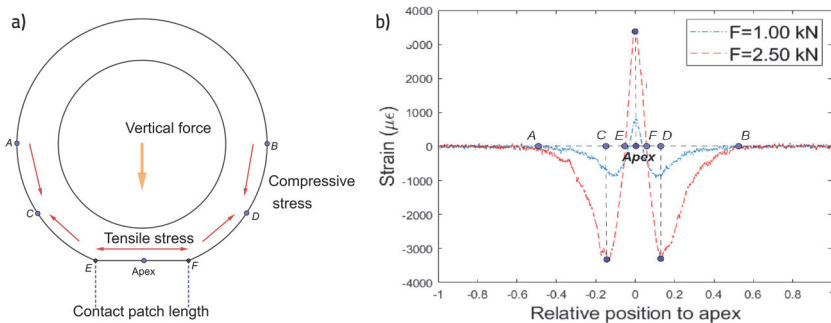 a)
A
B
Vertical force
Compressive
stress
C
D
Tensile stress
E
Apex
F
Contact patch length
b)
F=1.00 kN
F=2.50 kN
4000
3000
2000
1000
0
-1000
-2000
-3000
-4000
Strain (με)
A
C
E
F
D
B
Apex
-1
-0.8
-0.6
-0.4
-0.2
0
0.2
0.4
0.6
0.8
1
Relative position to apex